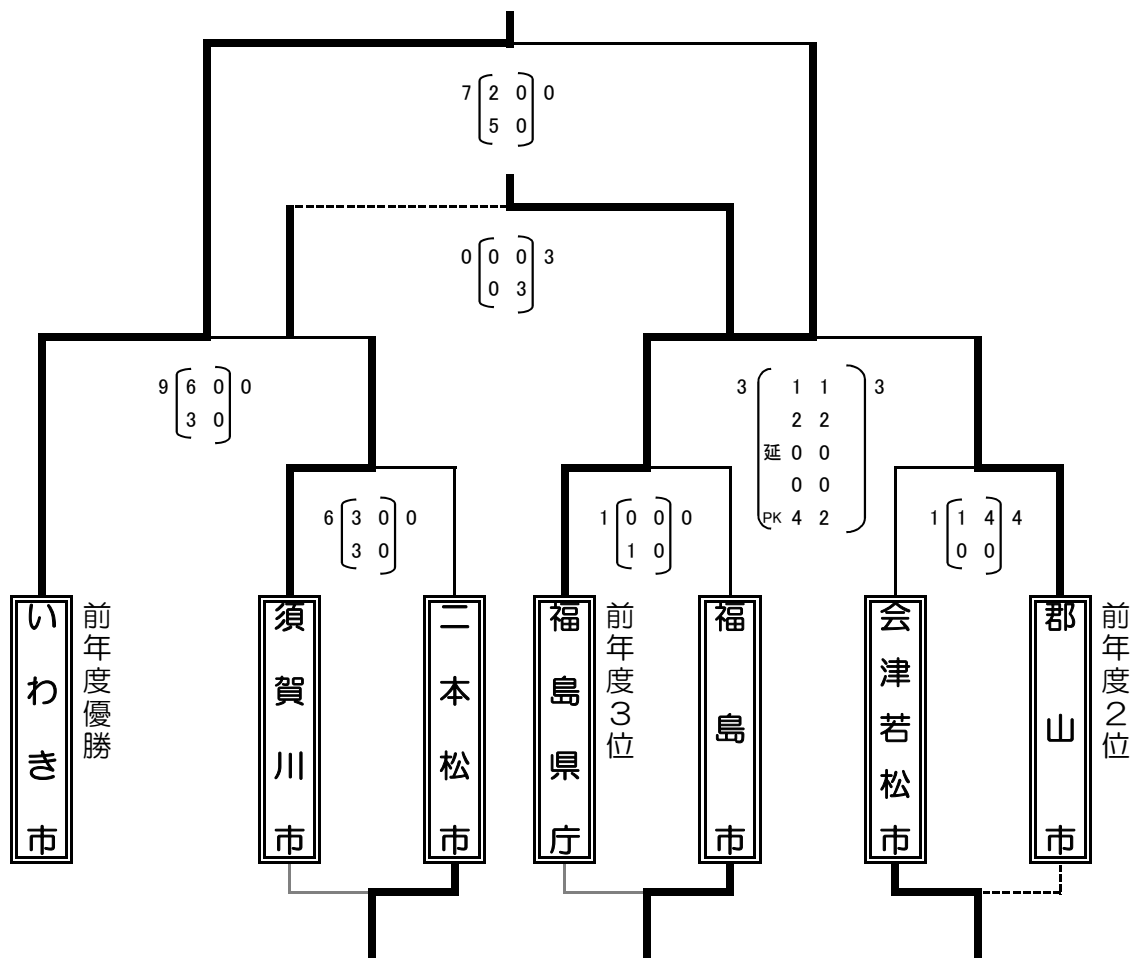 7 2 0 0
5 0
0 0 0 3
0 3
9 6 0 0
3 0
3 1 1 3
2 2
延 0 0
0 0
PK 4 2
6 3 0 0
3 0
1 0 0 0
1 0
1 1 4 4
0 0
いわき市
前年度優勝
須賀川市
二本松市
福島県庁
前年度3位
福島市
会津若松市
郡山市
前年度2位